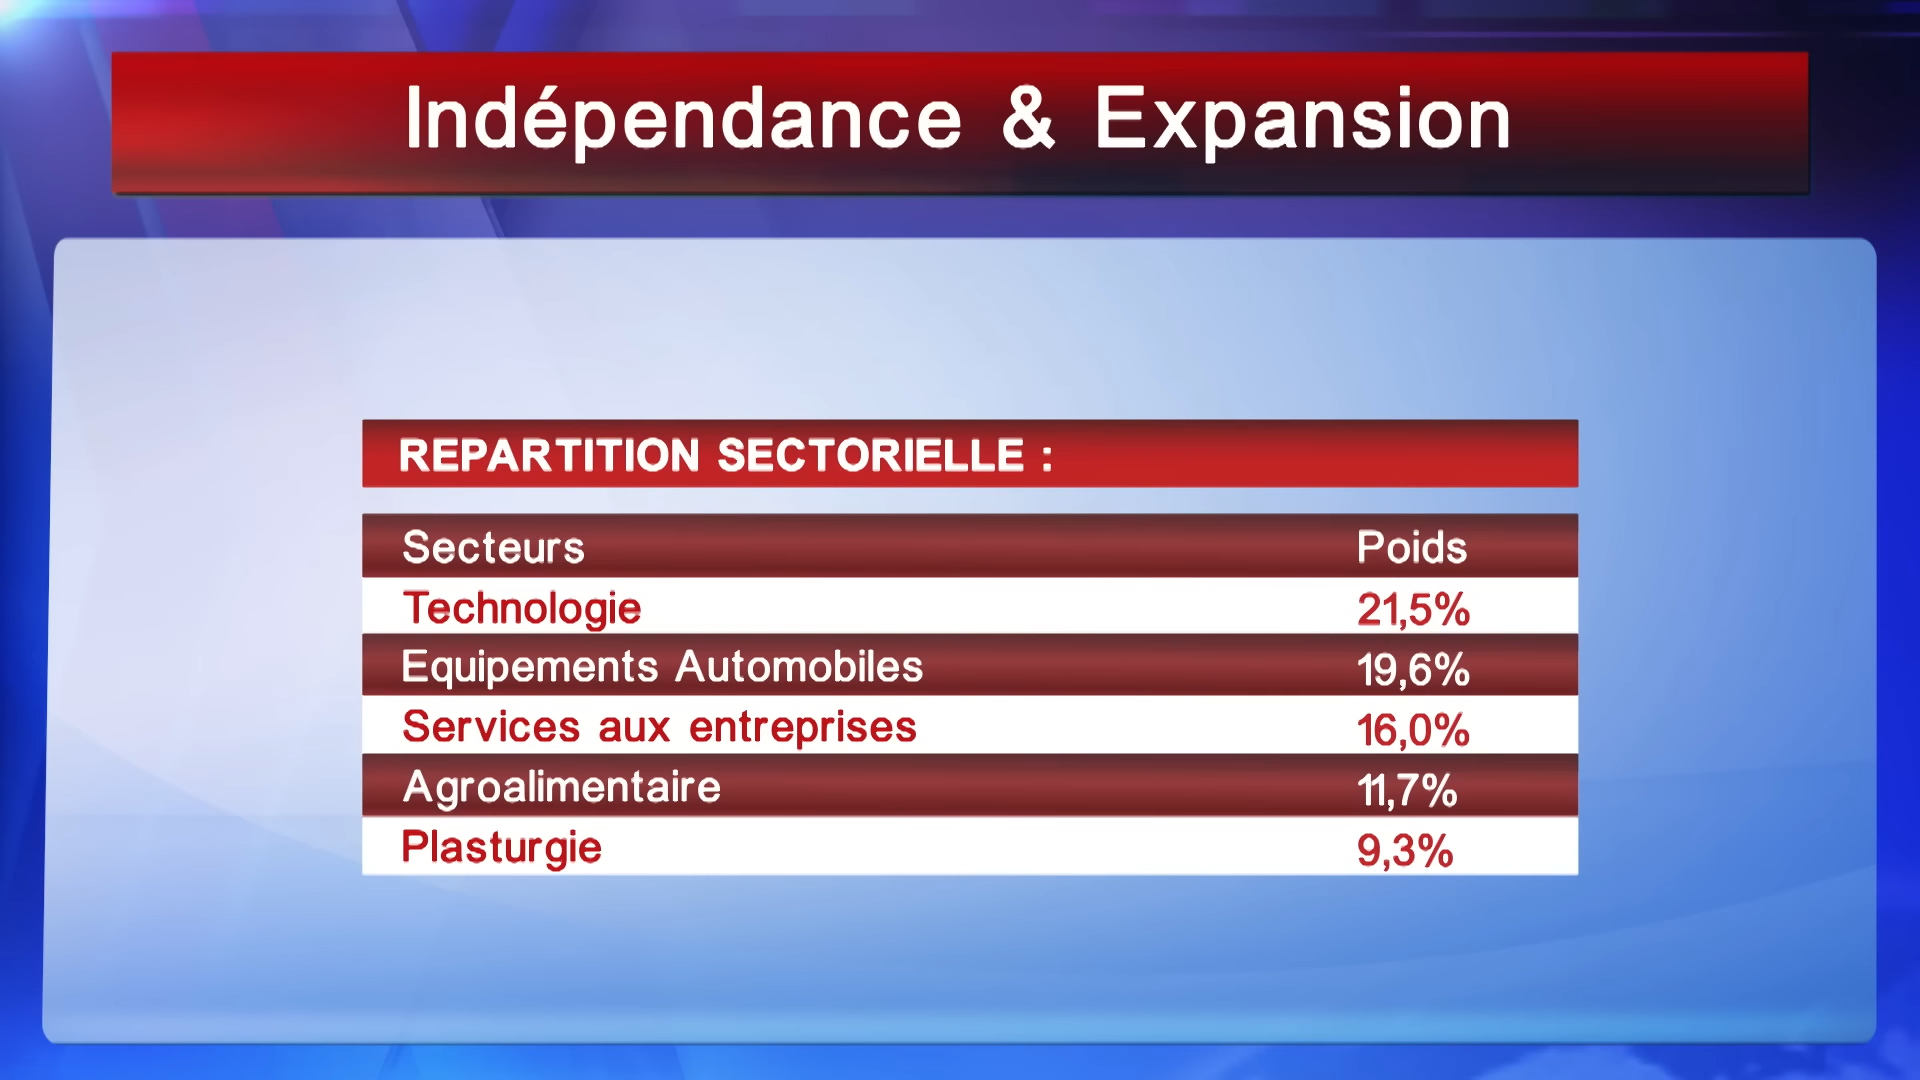 Indépendance & Expansion
REPARTITION SECTORIELLE :
Secteurs Poids
Technologie 21,5%
Equipements Automobiles 19,6%
Services aux entreprises 16,0%
Agroalimentaire 11,7%
Plasturgie 9,3%